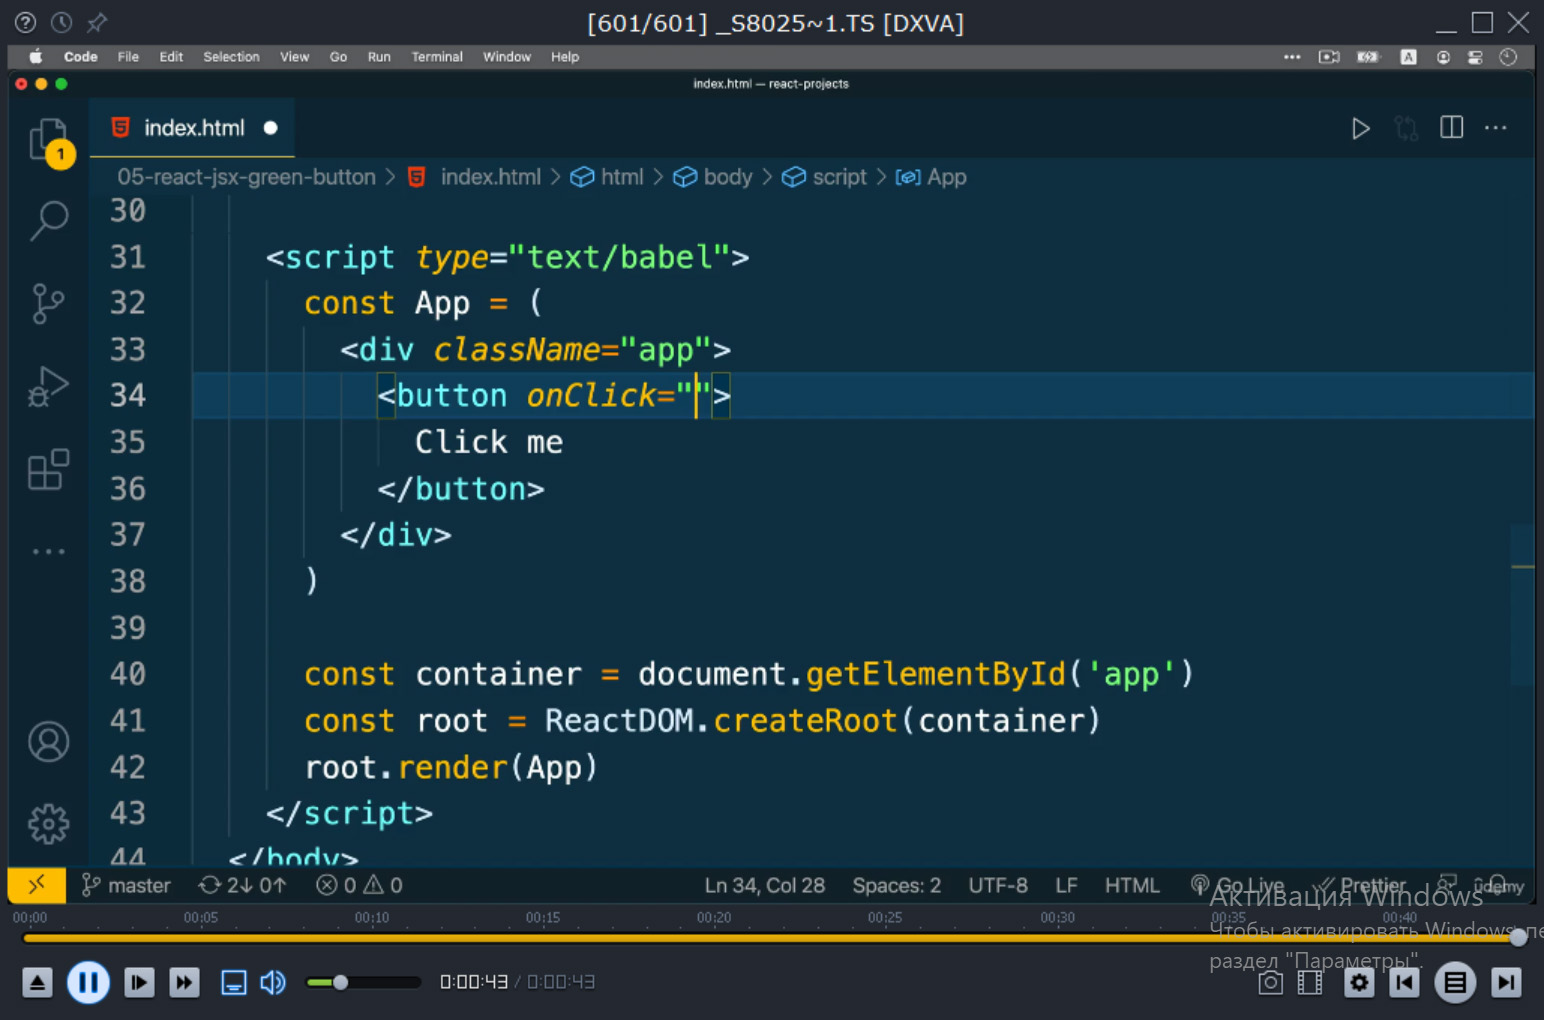 [601/601] _S8025~1.TS [DXVA]
Code File Edit Selection View Go Run Terminal Window Help
A
index.html — react-projects
index.html
1
05-react-jsx-green-button > index.html > html > body > script > App
30
31 <script type="text/babel">
32 const App = (
33 <div className="app">
34 <button onClick="">
35 Click me
36 </button>
37 </div>
38 )
39
40 const container = document.getElementById('app')
41 const root = ReactDOM.createRoot(container)
42 root.render(App)
43 </script>
44 </body>
master 2↓ 0↑ 0 0 Ln 34, Col 28 Spaces: 2 UTF-8 LF HTML Go Live Prettier
ûdemy
Активация Windows
Чтобы активировать Windows, пе
раздел "Параметры".
00:00 00:05 00:10 00:15 00:20 00:25 00:30 00:35 00:40
0:00:43 / 0:00:43